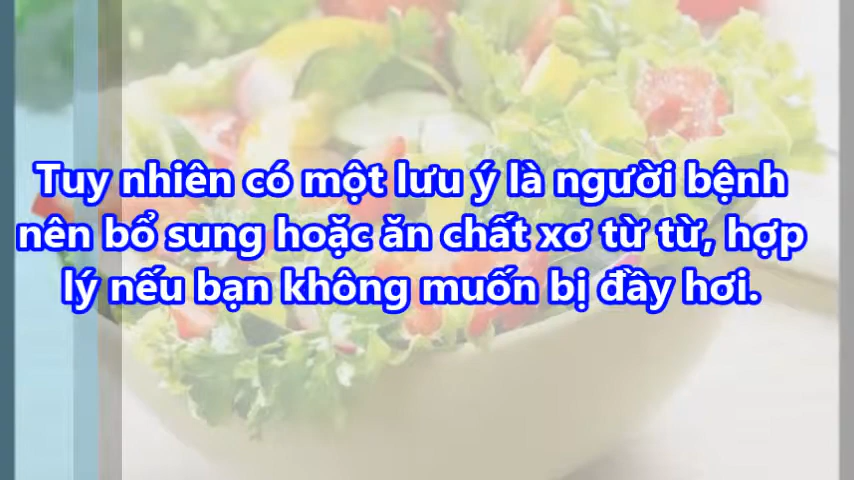 Tuy nhiên có một lưu ý là người bệnh
nên bổ sung hoặc ăn chất xơ từ từ, hợp
lý nếu bạn không muốn bị đầy hơi.